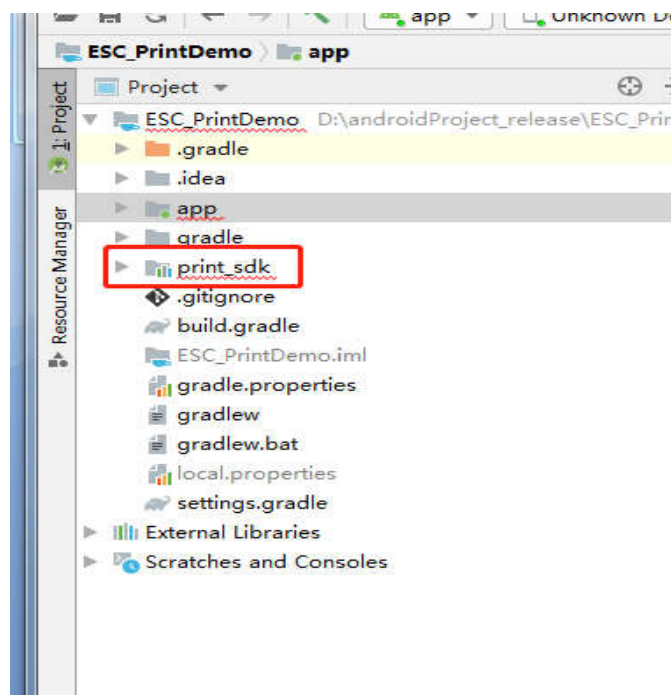 app
Unknown D
ESC_PrintDemo
app
1: Project
Resource Manager
Project
ESC_PrintDemo D:\androidProject_release\ESC_Prin
.gradle
.idea
app
gradle
print_sdk
.gitignore
build.gradle
ESC_PrintDemo.iml
gradle.properties
gradlew
gradlew.bat
local.properties
settings.gradle
External Libraries
Scratches and Consoles